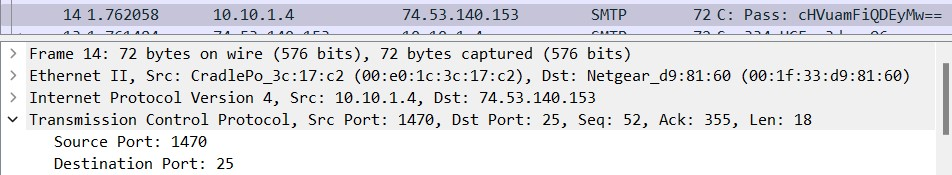 14 1.762058 10.10.1.4 74.53.140.153 SMTP 72 C: Pass: cHVuamFiQDEyMw==
Frame 14: 72 bytes on wire (576 bits), 72 bytes captured (576 bits)
Ethernet II, Src: CradlePo_3c:17:c2 (00:e0:1c:3c:17:c2), Dst: Netgear_d9:81:60 (00:1f:33:d9:81:60)
Internet Protocol Version 4, Src: 10.10.1.4, Dst: 74.53.140.153
Transmission Control Protocol, Src Port: 1470, Dst Port: 25, Seq: 52, Ack: 355, Len: 18
Source Port: 1470
Destination Port: 25